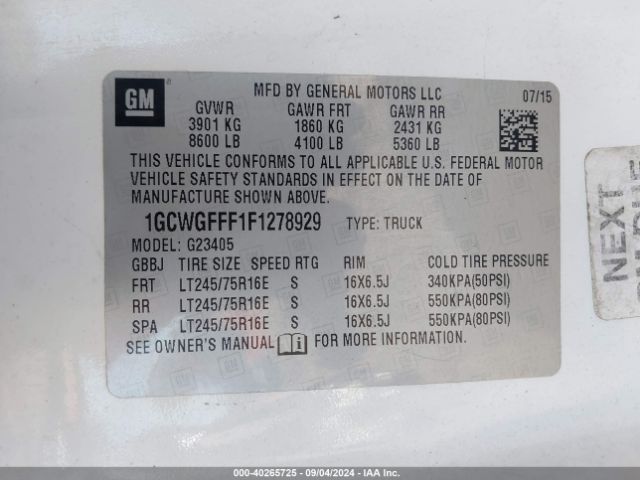 GM
MFD BY GENERAL MOTORS LLC 07/15
GVWR GAWR FRT GAWR RR
3901 KG 1860 KG 2431 KG
8600 LB 4100 LB 5360 LB
THIS VEHICLE CONFORMS TO ALL APPLICABLE U.S. FEDERAL MOTOR
VEHICLE SAFETY STANDARDS IN EFFECT ON THE DATE OF
MANUFACTURE SHOWN ABOVE.
1GCWGFFF1F1278929 TYPE: TRUCK
MODEL: G23405
GBBJ TIRE SIZE SPEED RTG RIM COLD TIRE PRESSURE
FRT LT245/75R16E S 16X6.5J 340KPA(50PSI)
RR LT245/75R16E S 16X6.5J 550KPA(80PSI)
SPA LT245/75R16E S 16X6.5J 550KPA(80PSI)
SEE OWNER'S MANUAL FOR MORE INFORMATION.
NEXT
000-40265725 - 09/04/2024 - IAA Inc.